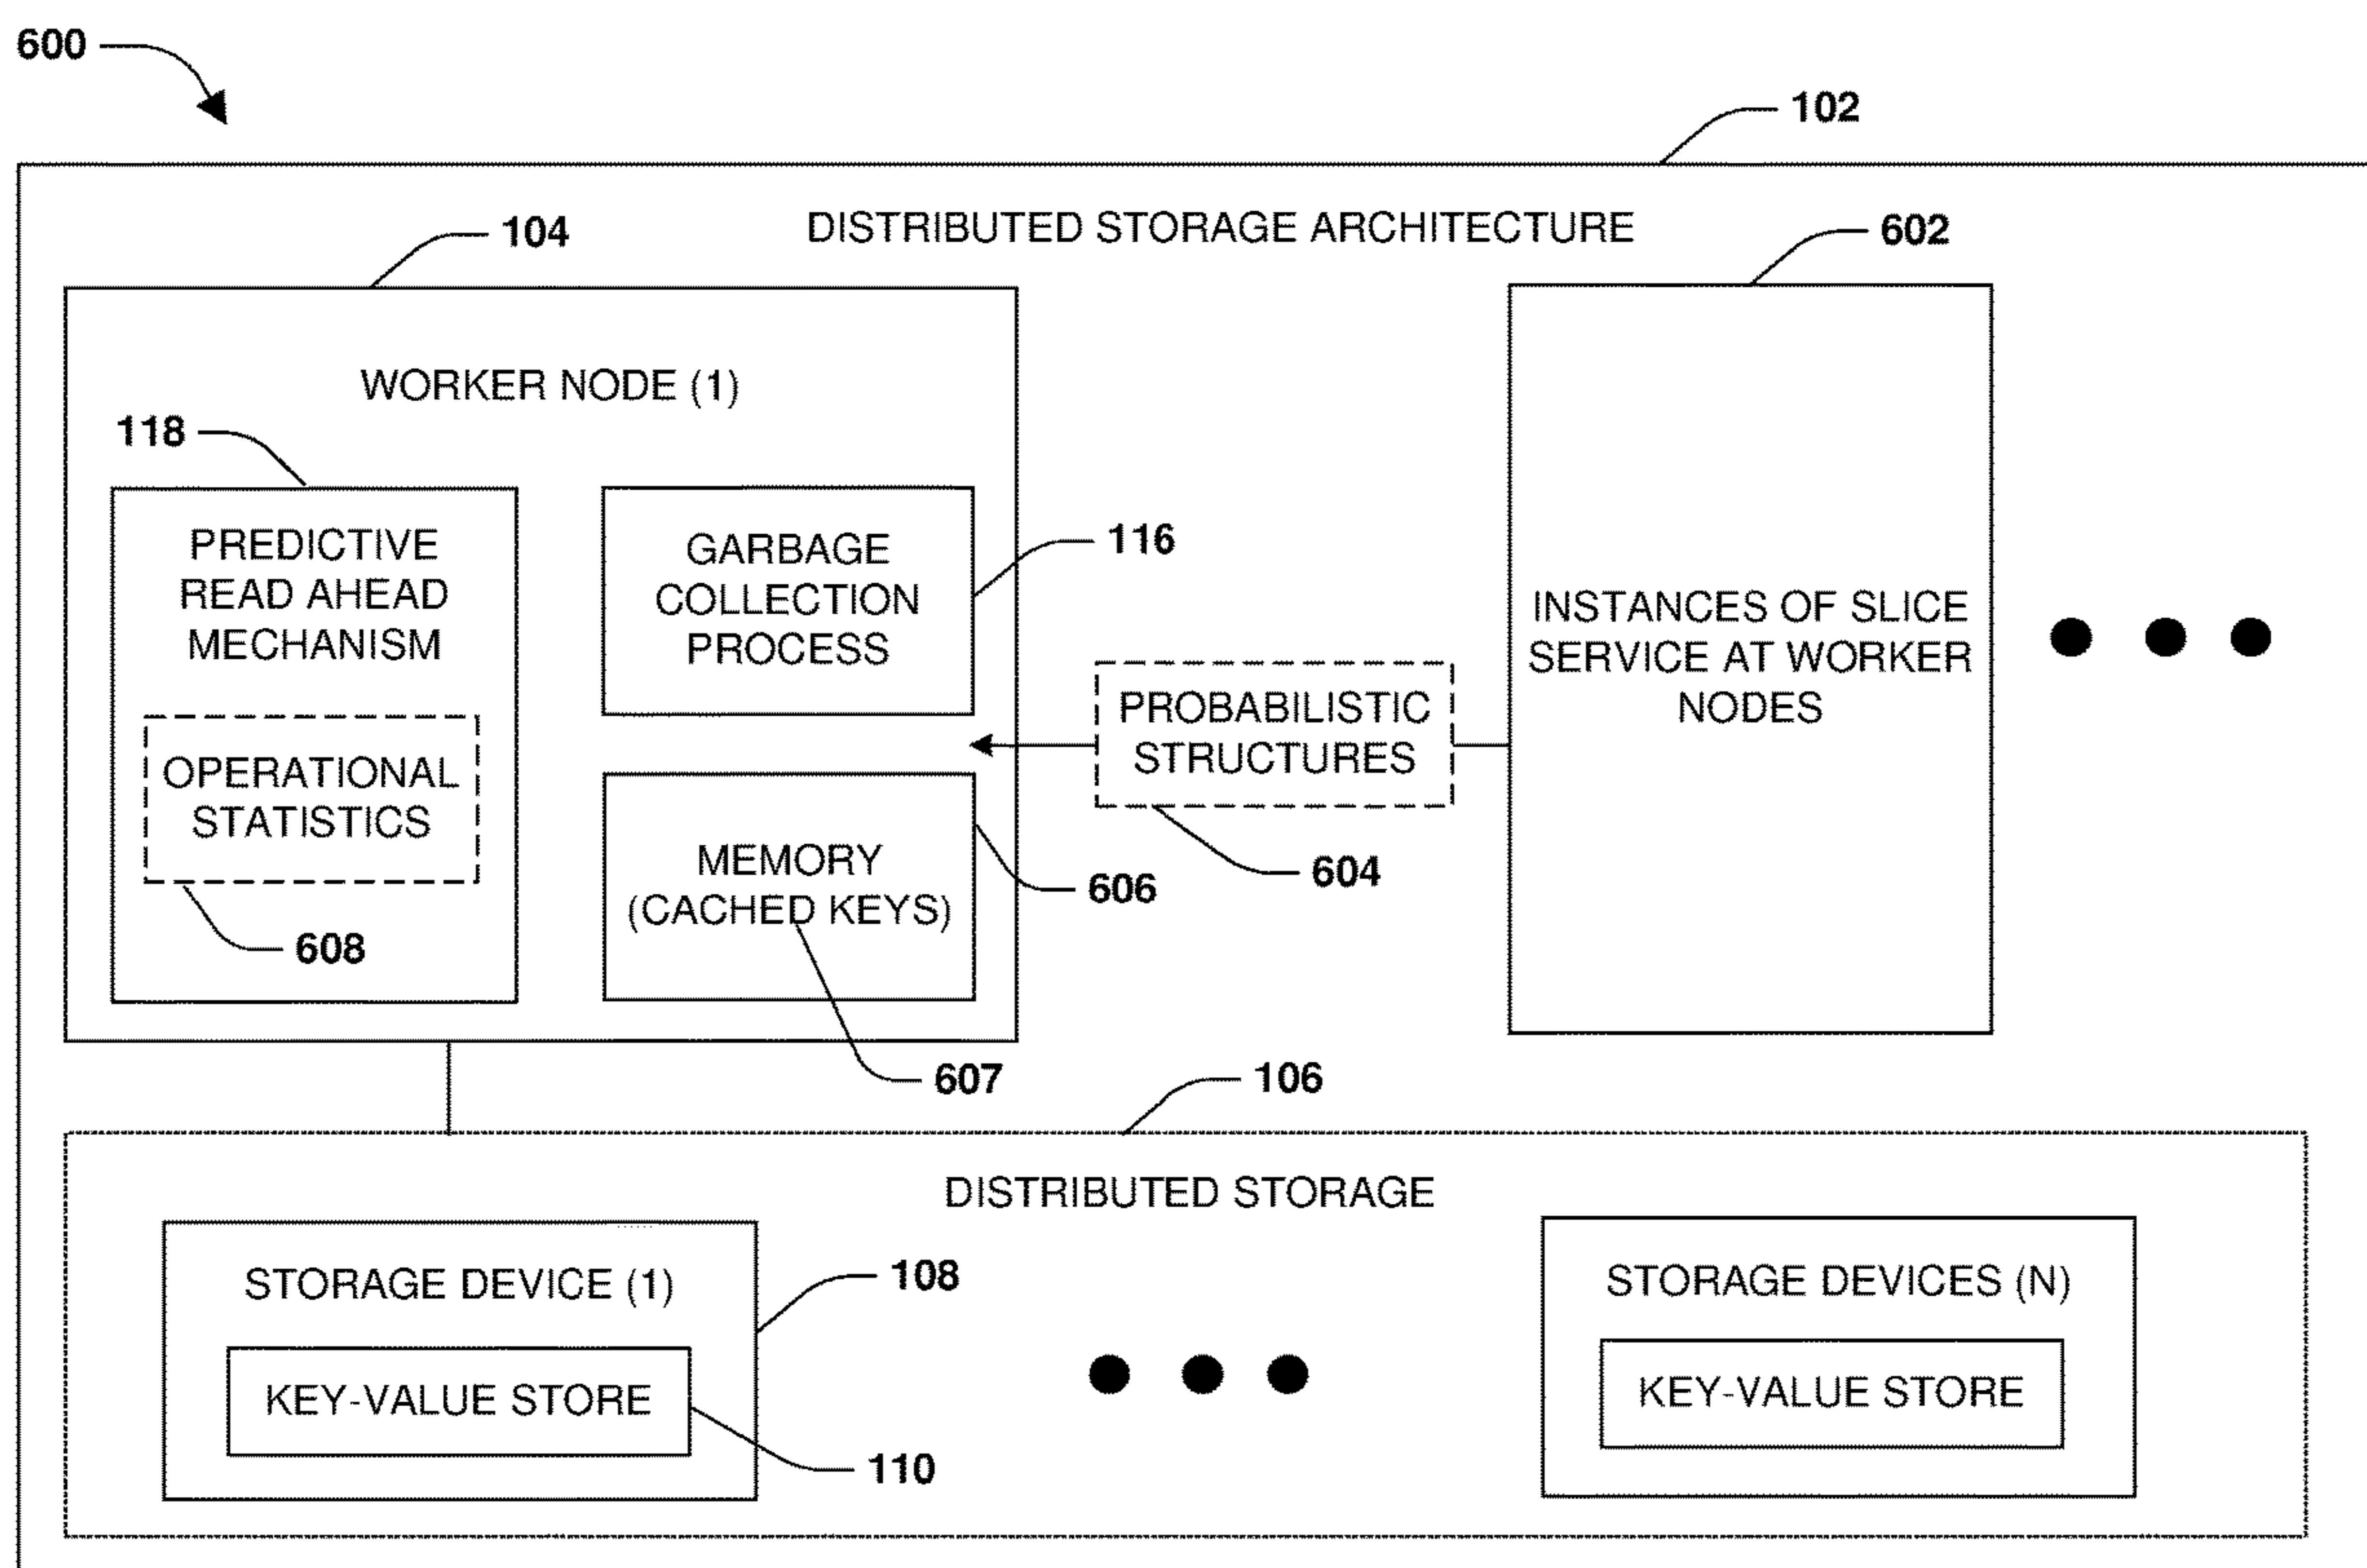 600
102
DISTRIBUTED STORAGE ARCHITECTURE
104
602
WORKER NODE (1)
118
PREDICTIVE
READ AHEAD
MECHANISM
OPERATIONAL
STATISTICS
608
GARBAGE
COLLECTION
PROCESS
116
MEMORY
(CACHED KEYS)
606
607
PROBABILISTIC
STRUCTURES
604
INSTANCES OF SLICE
SERVICE AT WORKER
NODES
106
DISTRIBUTED STORAGE
STORAGE DEVICE (1)
108
KEY-VALUE STORE
110
STORAGE DEVICES (N)
KEY-VALUE STORE